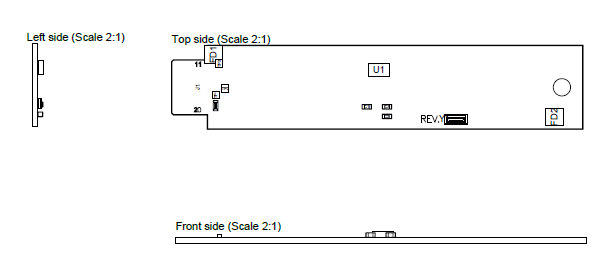 Left side (Scale 2:1)
Top side (Scale 2:1)
FD1
11
U1
20
REV.Y
FD2
Front side (Scale 2:1)